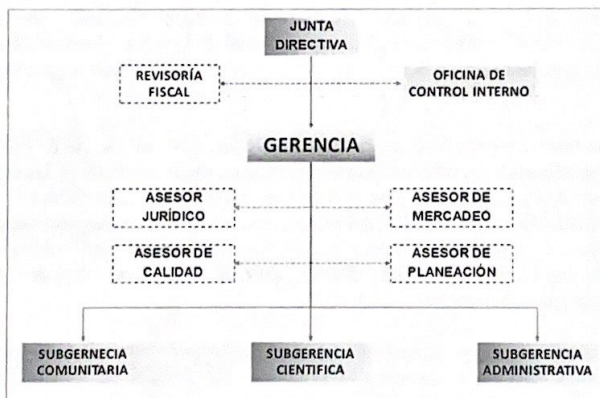 JUNTA
DIRECTIVA
REVISORÍA
FISCAL
OFICINA DE
CONTROL INTERNO
GERENCIA
ASESOR
JURÍDICO
ASESOR DE
MERCADEO
ASESOR DE
CALIDAD
ASESOR DE
PLANEACIÓN
SUBGERNECIA
COMUNITARIA
SUBGERENCIA
CIENTIFICA
SUBGERENCIA
ADMINISTRATIVA